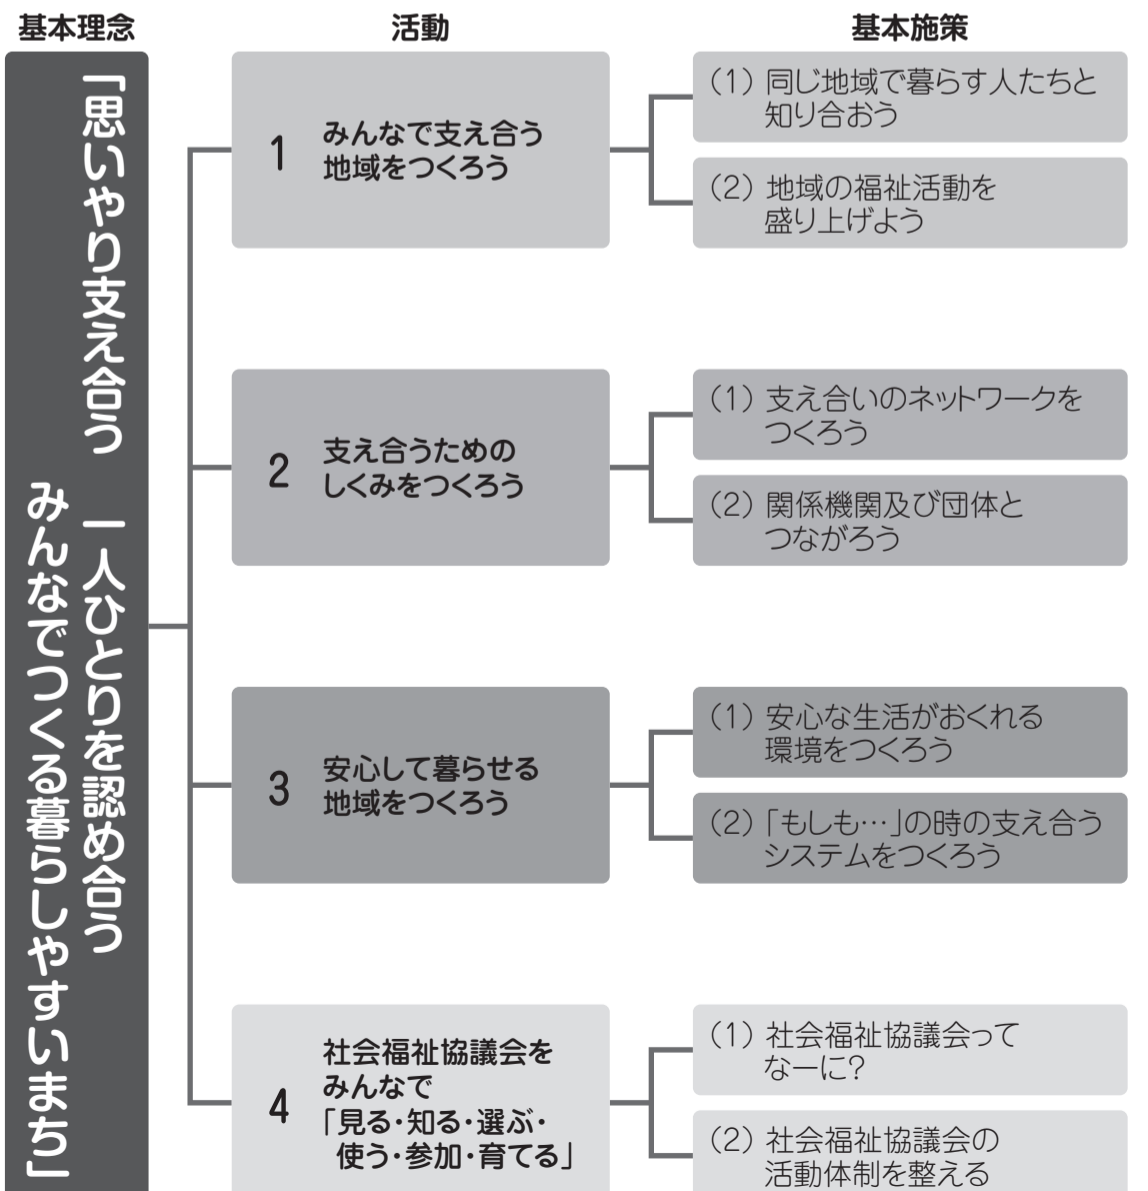 基本理念
活動
基本施策
「思いやり支え合う 一人ひとりを認め合う
みんなでつくる暮らしやすいまち」
1 みんなで支え合う
地域をつくろう
(1) 同じ地域で暮らす人たちと
知り合おう
(2) 地域の福祉活動を
盛り上げよう
2 支え合うための
しくみをつくろう
(1) 支え合いのネットワークを
つくろう
(2) 関係機関及び団体と
つながろう
3 安心して暮らせる
地域をつくろう
(1) 安心な生活がおくれる
環境をつくろう
(2) 「もしも…」の時の支え合う
システムをつくろう
4 社会福祉協議会を
みんなで
「見る・知る・選ぶ・
使う・参加・育てる」
(1) 社会福祉協議会って
なーに?
(2) 社会福祉協議会の
活動体制を整える